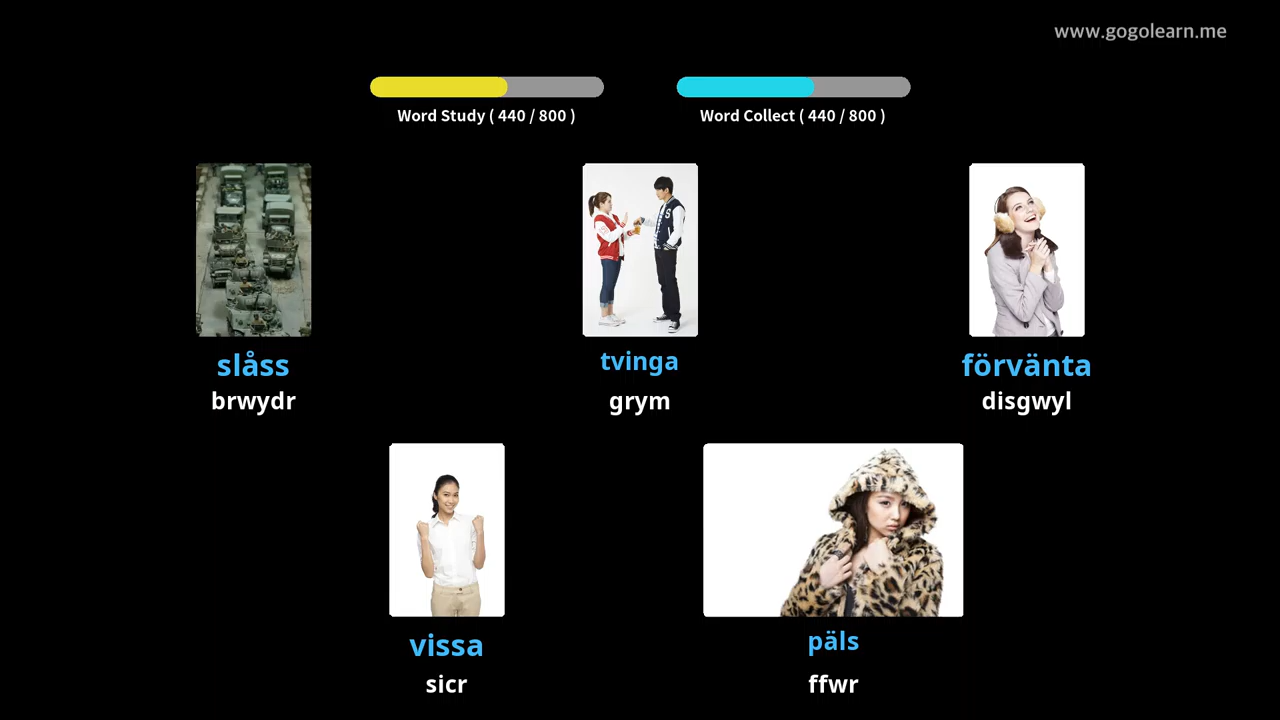 www.gogolearn.me
Word Study ( 440 / 800 )
Word Collect ( 440 / 800 )
slåss
brwydr
tvinga
grym
förvänta
disgwyl
vissa
sicr
päls
ffwr